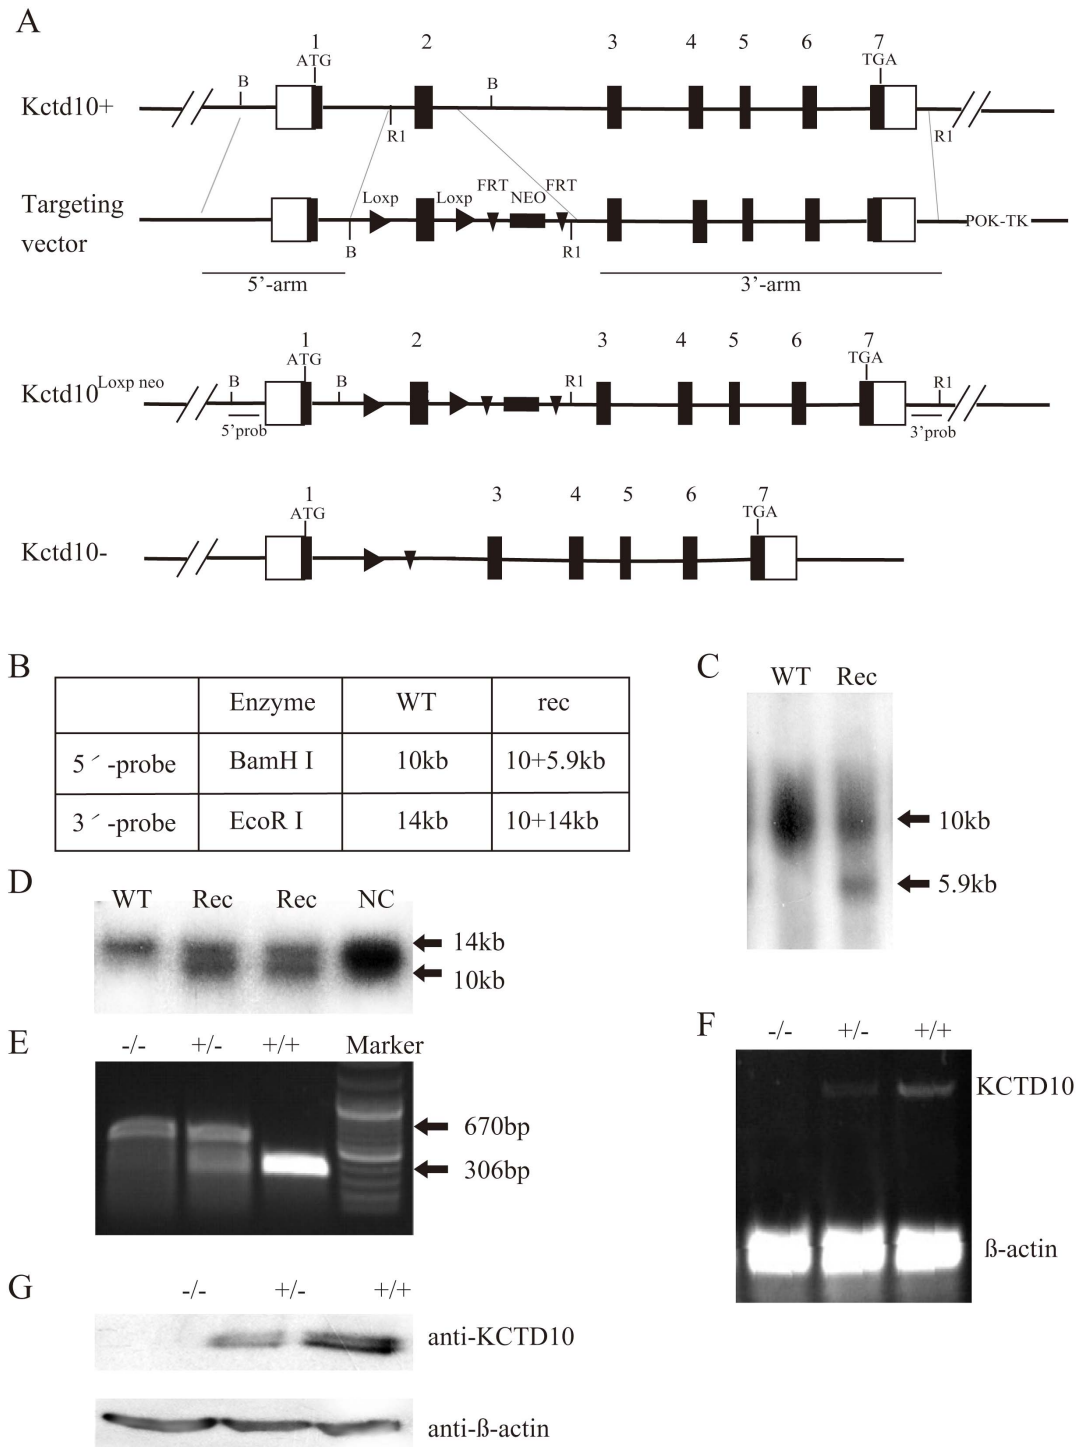 A
1 2 3 4 5 6 7
ATG TGA
B B
Kctd10+
R1 R1
Loxp Loxp FRT NEO FRT
Targeting
vector
POK-TK
B R1
5’-arm 3’-arm
1 2 3 4 5 6 7
ATG TGA
Kctd10 Loxp neo
B B R1 R1
5’prob 3’prob
1 3 4 5 6 7
ATG TGA
Kctd10-
B
Enzyme WT rec
5´-probe BamH I 10kb 10+5.9kb
3´-probe EcoR I 14kb 10+14kb
C
WT Rec
10kb
5.9kb
D
WT Rec Rec NC
14kb
10kb
E
-/- +/- +/+ Marker
670bp
306bp
F
-/- +/- +/+
KCTD10
ß-actin
G
-/- +/- +/+
anti-KCTD10
anti-ß-actin